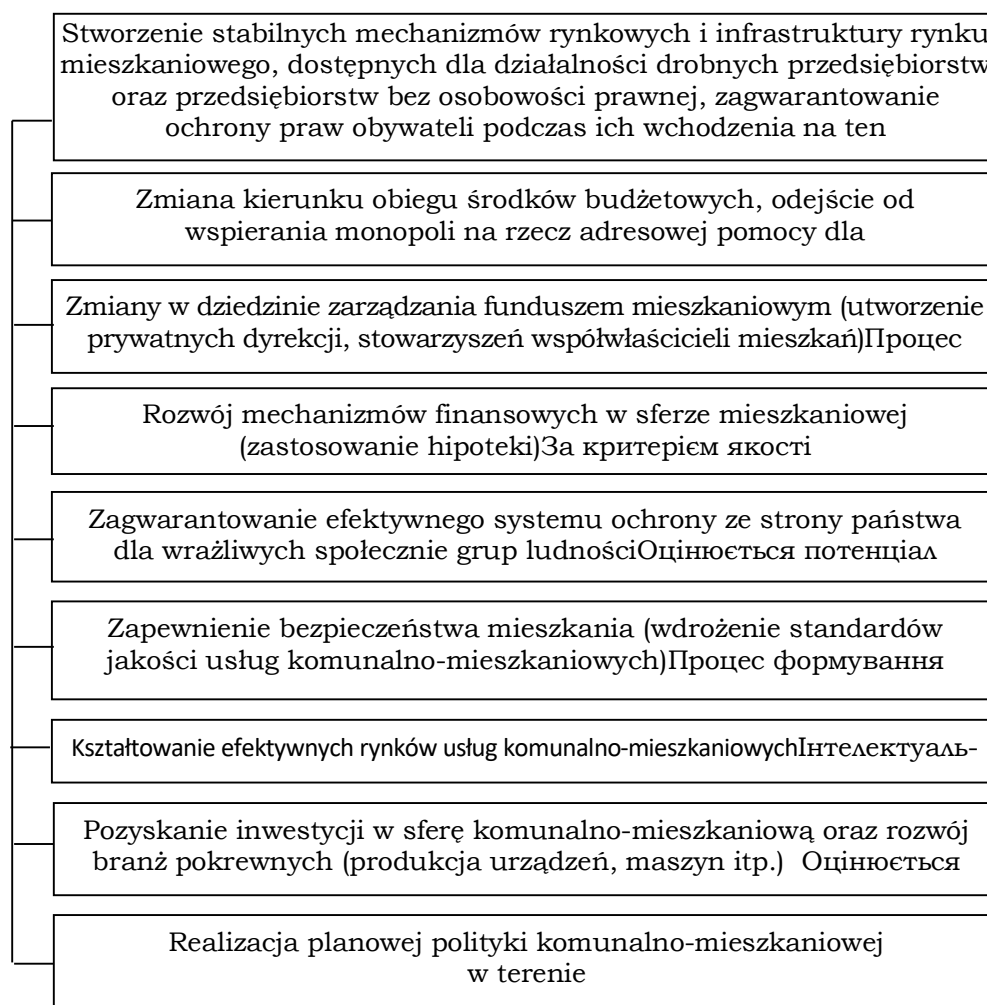 Stworzenie stabilnych mechanizmów rynkowych i infrastruktury rynku
mieszkaniowego, dostępnych dla działalności drobnych przedsiębiorstw
oraz przedsiębiorstw bez osobowości prawnej, zagwarantowanie
ochrony praw obywateli podczas ich wchodzenia na ten
Zmiana kierunku obiegu środków budżetowych, odejście od
wspierania monopoli na rzecz adresowej pomocy dla
Zmiany w dziedzinie zarządzania funduszem mieszkaniowym (utworzenie
prywatnych dyrekcji, stowarzyszeń współwłaścicieli mieszkań)Процес
Rozwój mechanizmów finansowych w sferze mieszkaniowej
(zastosowanie hipoteki)За критерієм якості
Zagwarantowanie efektywnego systemu ochrony ze strony państwa
dla wrażliwych społecznie grup ludnościОцінюється потенціал
Zapewnienie bezpieczeństwa mieszkania (wdrożenie standardów
jakości usług komunalno-mieszkaniowych)Процес формування
Kształtowanie efektywnych rynków usług komunalno-mieszkaniowychІнтелектуаль-
Pozyskanie inwestycji w sferę komunalno-mieszkaniową oraz rozwój
branż pokrewnych (produkcja urządzeń, maszyn itp.)  Оцінюється
Realizacja planowej polityki komunalno-mieszkaniowej
w terenie